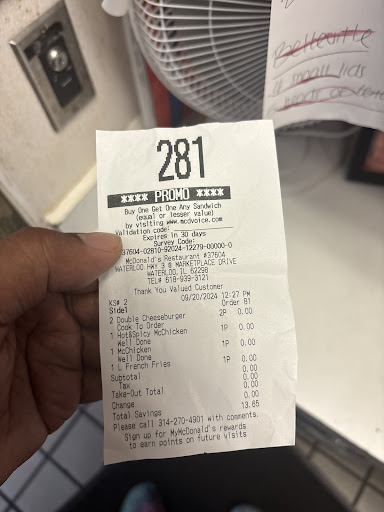 Belleville
281
**** PROMO ****
Buy One Get One Any Sandwich
(equal or lesser value)
by visiting www.mcdvoice.com
Validation code:
Expires in 30 days
Survey Code:
37604-02810-92024-12279-00000-0
McDonald's Restaurant #37604
WATERLOO HWY 3 @ MARKETPLACE DRIVE
WATERLOO, IL 62298
TEL# 618-939-3121
Thank You Valued Customer
KS# 2 09/20/2024 12:27 PM
Side1 Order 81
2 Double Cheeseburger 2P 0.00
Cook To Order
1 Hot&Spicy McChicken 1P 0.00
Well Done
1 McChicken 1P 0.00
Well Done
1 L French Fries 1P 0.00
Subtotal 0.00
Tax 0.00
Take-Out Total 0.00
Change 0.00
Total Savings 13.65
Please call 314-270-4901 with comments.
Sign up for MyMcDonald's rewards
to earn points on future visits